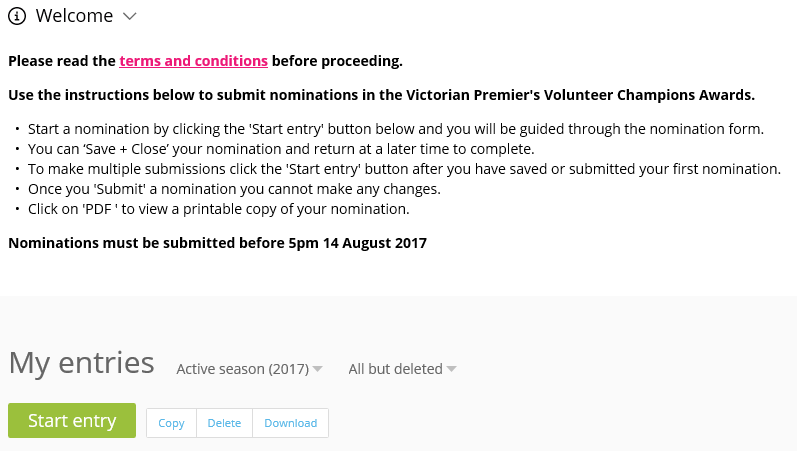 Welcome
Please read the terms and conditions before proceeding.
Use the instructions below to submit nominations in the Victorian Premier's Volunteer Champions Awards.
• Start a nomination by clicking the 'Start entry' button below and you will be guided through the nomination form.
• You can ‘Save + Close’ your nomination and return at a later time to complete.
• To make multiple submissions click the 'Start entry' button after you have saved or submitted your first nomination.
• Once you 'Submit' a nomination you cannot make any changes.
• Click on 'PDF ' to view a printable copy of your nomination.
Nominations must be submitted before 5pm 14 August 2017
My entries Active season (2017) All but deleted
Start entry Copy Delete Download